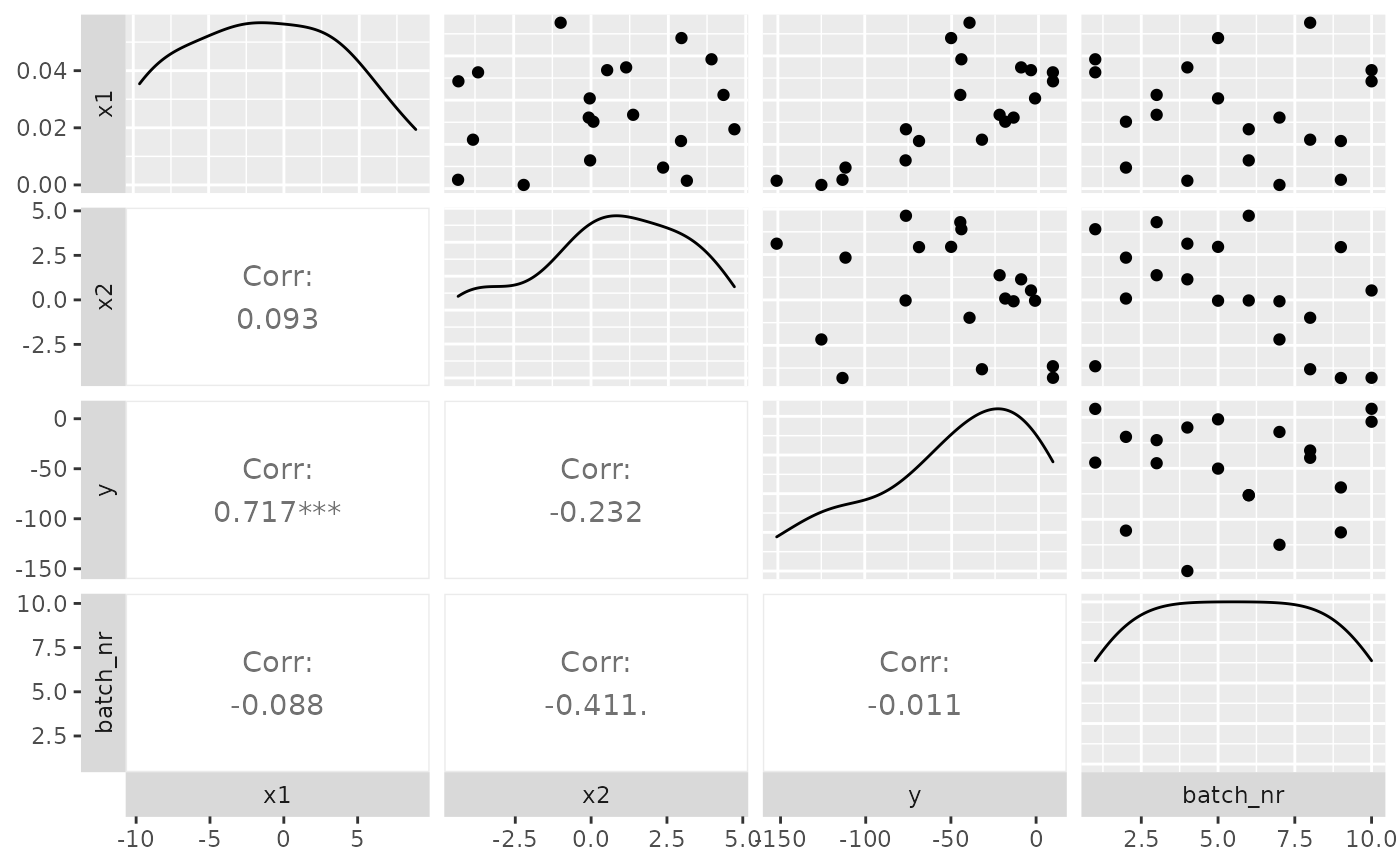 x1
0.04
0.02
0.00
x2
5.0
2.5
0.0
-2.5
Corr:
0.093
y
0
-50
-100
-150
Corr:
0.717***
Corr:
-0.232
batch_nr
10.0
7.5
5.0
2.5
Corr:
-0.088
Corr:
-0.411.
Corr:
-0.011
x1 x2 y batch_nr
-10 -5 0 5 -2.5 0.0 2.5 5.0 -150 -100 -50 0 2.5 5.0 7.5 10.0